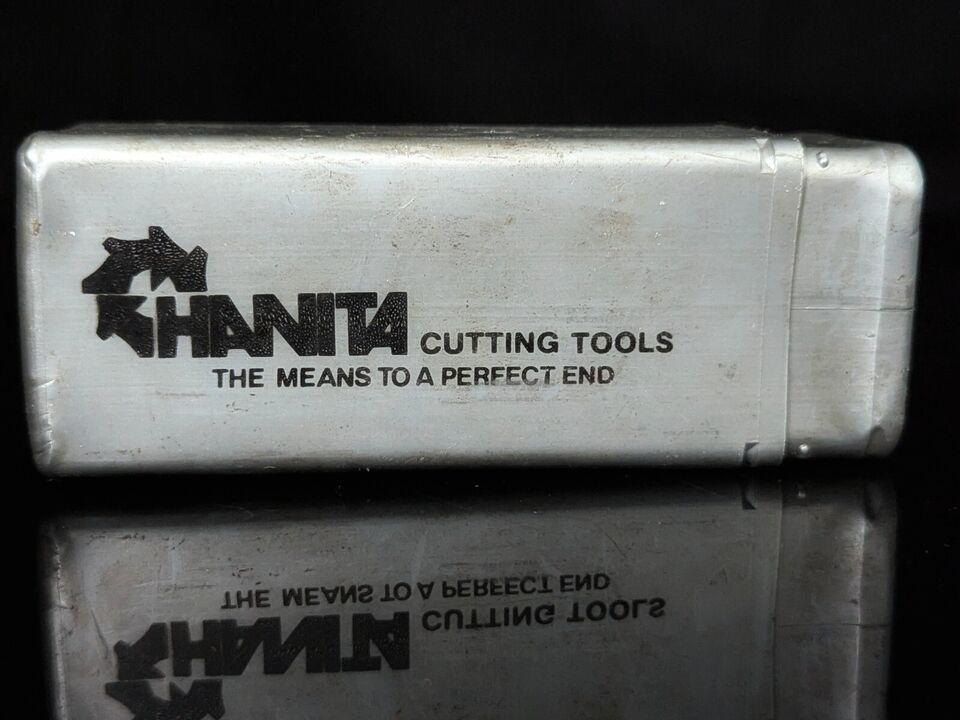 HANITA CUTTING TOOLS
THE MEANS TO A PERFECT END